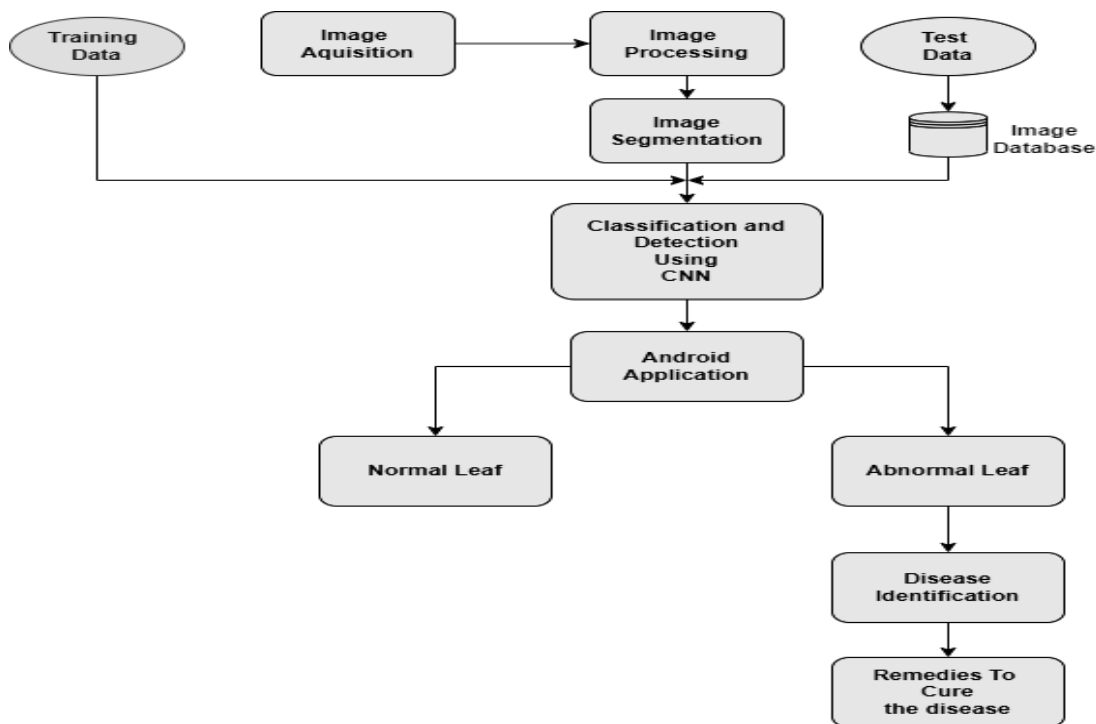 Training
Data
Image
Aquisition
Image
Processing
Test
Data
Image
Segmentation
Image
Database
Classification and
Detection
Using
CNN
Android
Application
Normal Leaf
Abnormal Leaf
Disease
Identification
Remedies To
Cure
the disease